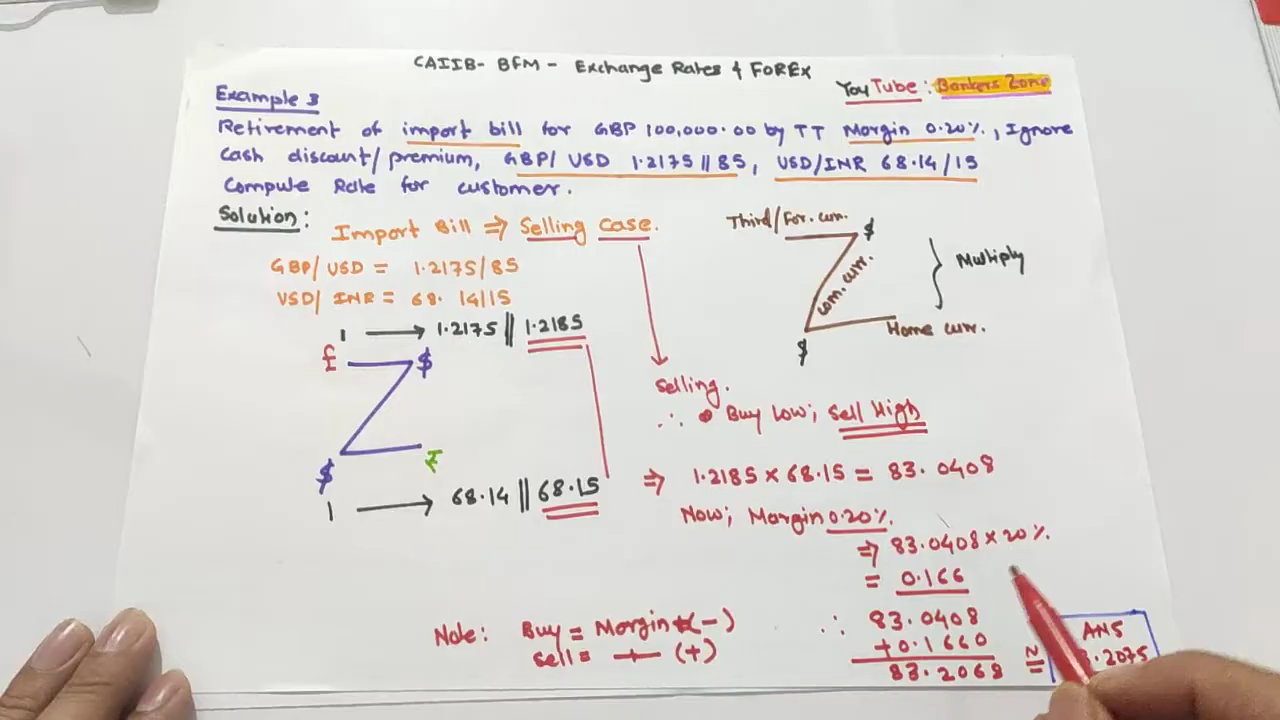 CAIIB- BFM - Exchange Rates & FOREX
YouTube: Bankers Zone
Example 3
Retirement of import bill for GBP 100,000.00 by TT Margin 0.20%, Ignore
Cash discount/premium, GBP/USD 1.2175||85, USD/INR 68.14/15
Compute Rate for customer.
Solution:
Import Bill ⇒ Selling Case.
GBP/USD = 1.2175/85
USD/INR = 68.14/15
1 → 1.2175 || 1.2185
£ $
$ ₹
1 → 68.14 || 68.15
Third/For. curr. $
com. curr.
} Multiply
$ Home curr.
Selling.
∴ Buy Low; Sell High
⇒ 1.2185 × 68.15 = 83.0408
Now; Margin 0.20%.
⇒ 83.0408 × 20%
= 0.166
∴ 83.0408
+0.1660
83.2068 ≅
ANS
3.2075
Note: Buy = Margin (-)
Sell = (+)